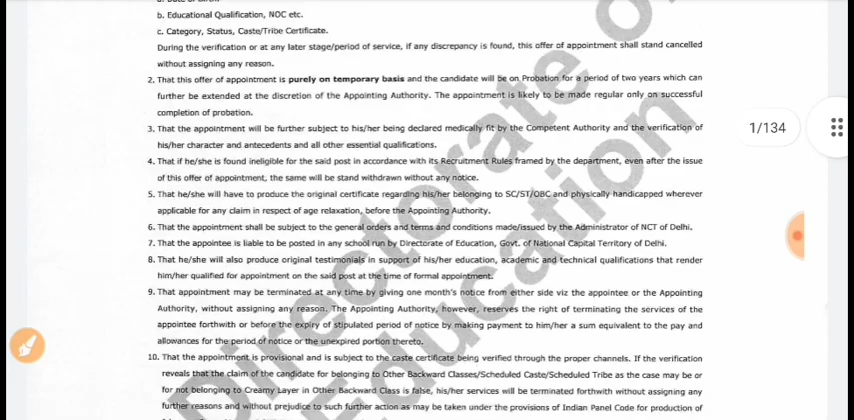 b. Educational Qualification, NOC etc.
c. Category, Status, Caste/Tribe Certificate.
During the verification or at any later stage/period of service, if any discrepancy is found, this offer of appointment shall stand cancelled
without assigning any reason.
2. That this offer of appointment is purely on temporary basis and the candidate will be on Probation for a period of two years which can
further be extended at the discretion of the Appointing Authority. The appointment is likely to be made regular only on successful
completion of probation.
3. That the appointment will be further subject to his/her being declared medically fit by the Competent Authority and the verification of
his/her character and antecedents and all other essential qualifications.
4. That if he/she is found ineligible for the said post in accordance with its Recruitment Rules framed by the department, even after the issue
of this offer of appointment, the same will be stand withdrawn without any notice.
5. That he/she will have to produce the original certificate regarding his/her belonging to SC/ST/OBC and physically handicapped wherever
applicable for any claim in respect of age relaxation, before the Appointing Authority.
6. That the appointment shall be subject to the general orders and terms and conditions made/issued by the Administrator of NCT of Delhi.
7. That the appointee is liable to be posted in any school run by Directorate of Education, Govt. of National Capital Territory of Delhi.
8. That he/she will also produce original testimonials in support of his/her education, academic and technical qualifications that render
him/her qualified for appointment on the said post at the time of formal appointment.
9. That appointment may be terminated at any time by giving one month's notice from either side viz the appointee or the Appointing
Authority, without assigning any reason. The Appointing Authority, however, reserves the right of terminating the services of the
appointee forthwith or before the expiry of stipulated period of notice by making payment to him/her a sum equivalent to the pay and
allowances for the period of notice or the unexpired portion thereto.
10. That the appointment is provisional and is subject to the caste certificate being verified through the proper channels. If the verification
reveals that the claim of the candidate for belonging to Other Backward Classes/Scheduled Caste/Scheduled Tribe as the case may be or
for not belonging to Creamy Layer in Other Backward Class is false, his/her services will be terminated forthwith without assigning any
further reasons and without prejudice to such further action as may be taken under the provisions of Indian Panel Code for production of
1/134
Directorate of
Education